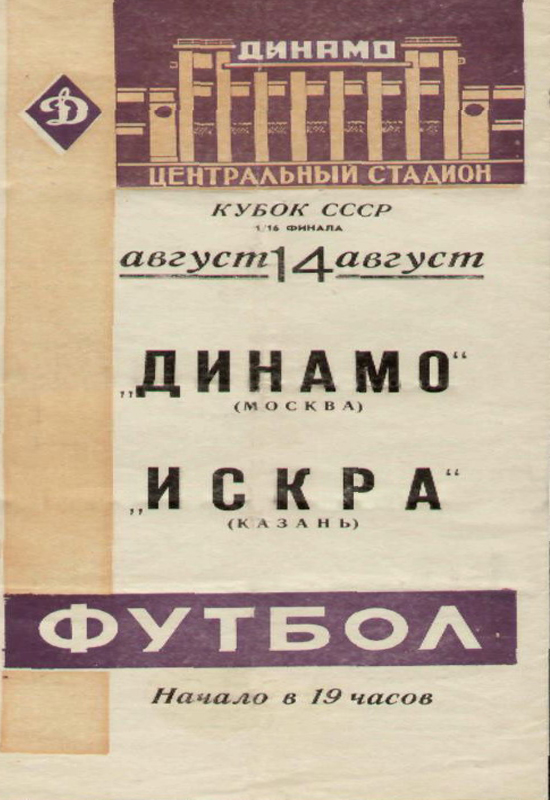 ДИНАМО
Д
ЦЕНТРАЛЬНЫЙ СТАДИОН
КУБОК СССР
1/16 ФИНАЛА
август 14 август
„ДИНАМО“
(МОСКВА)
„ИСКРА“
(КАЗАНЬ)
ФУТБОЛ
Начало в 19 часов